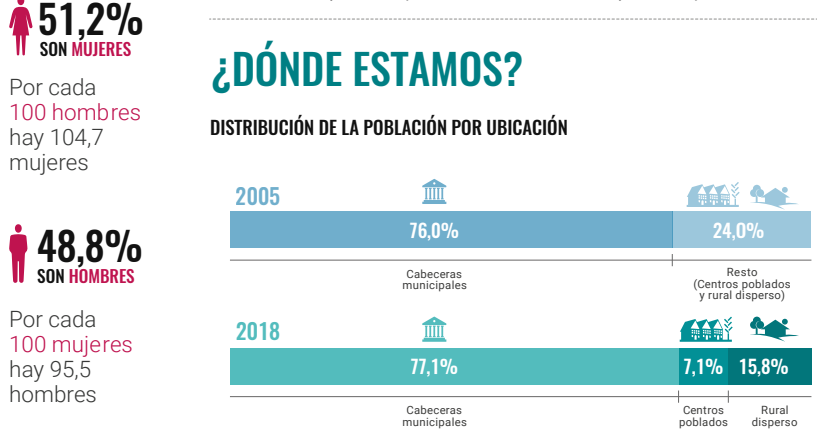 51,2%
SON MUJERES
Por cada
100 hombres
hay 104,7
mujeres
48,8%
SON HOMBRES
Por cada
100 mujeres
hay 95,5
hombres
¿DÓNDE ESTAMOS?
DISTRIBUCIÓN DE LA POBLACIÓN POR UBICACIÓN
2005
76,0%
24,0%
Cabeceras
municipales
Resto
(Centros poblados
y rural disperso)
2018
77,1%
7,1%
15,8%
Cabeceras
municipales
Centros
poblados
Rural
disperso